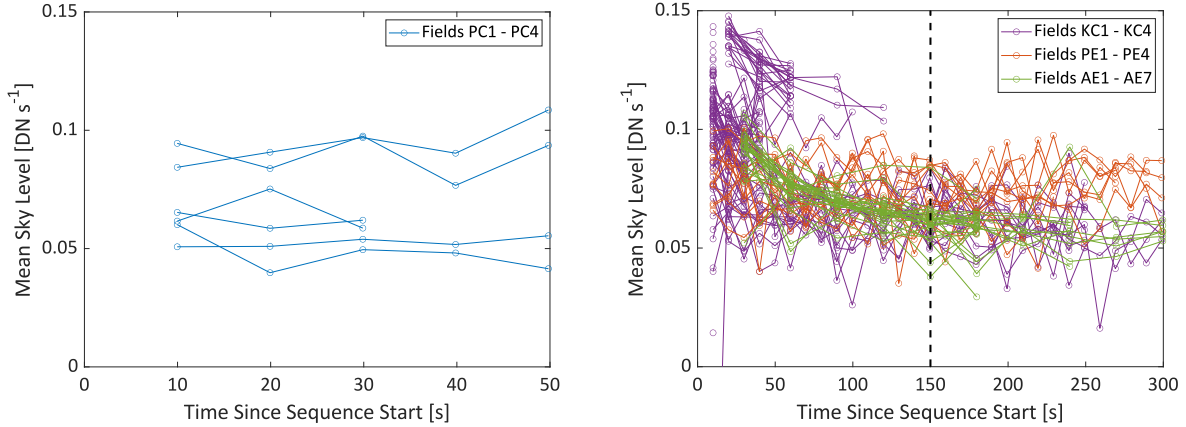 0.15
0.1
0.05
0
Mean Sky Level [DN s⁻¹]
Fields PC1 - PC4
0 10 20 30 40 50
Time Since Sequence Start [s]
0.15
0.1
0.05
0
Mean Sky Level [DN s⁻¹]
Fields KC1 - KC4
Fields PE1 - PE4
Fields AE1 - AE7
0 50 100 150 200 250 300
Time Since Sequence Start [s]